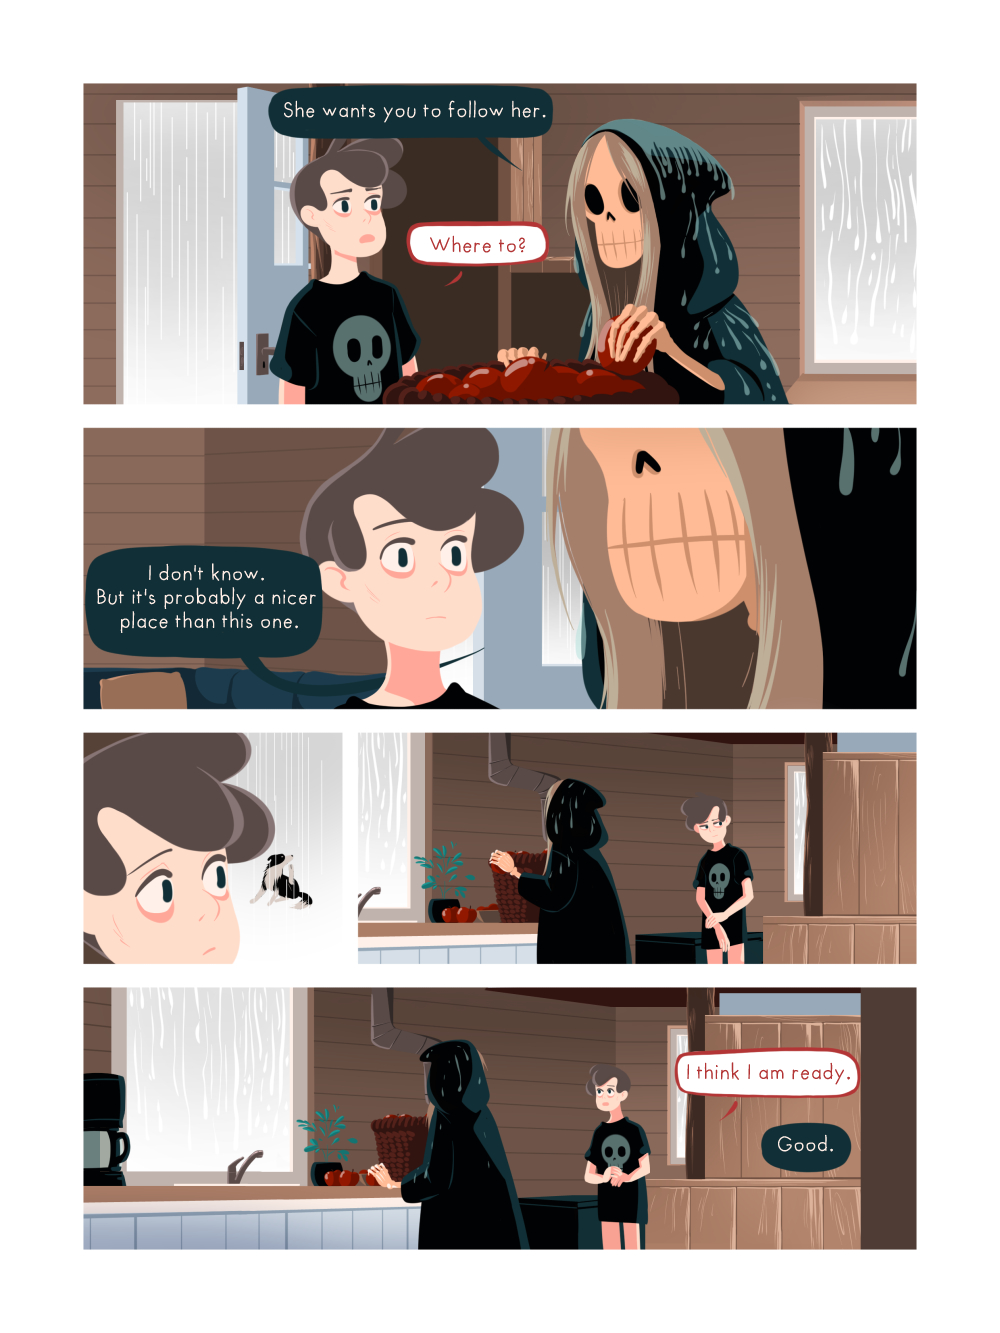 She wants you to follow her.
Where to?
I don't know.
But it's probably a nicer
place than this one.
I think I am ready.
Good.